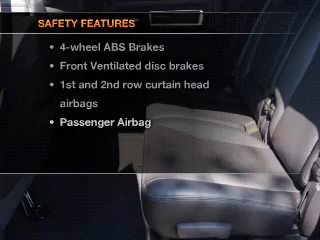 SAFETY FEATURES
• 4-wheel ABS Brakes
• Front Ventilated disc brakes
• 1st and 2nd row curtain head
airbags
• Passenger Airbag